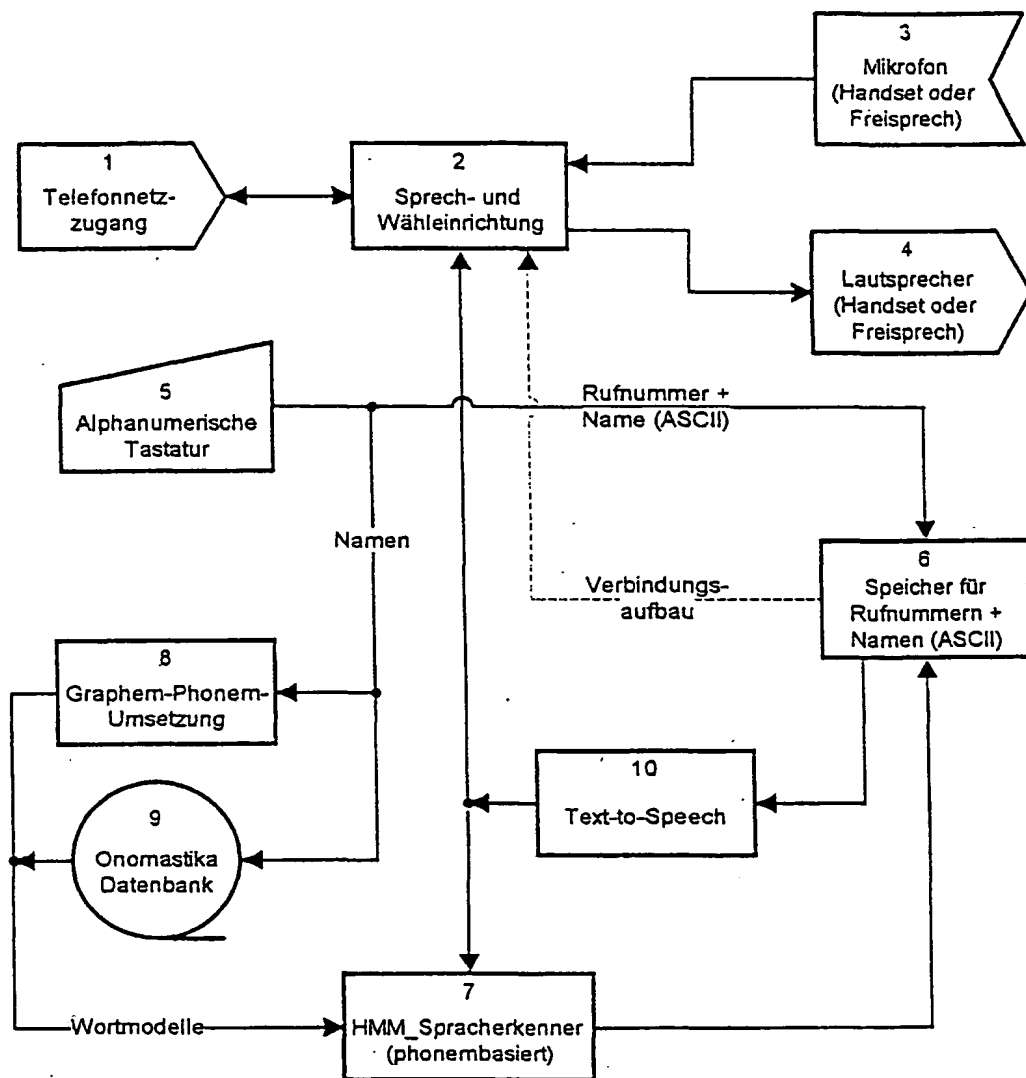 3
Mikrofon
(Handset oder
Freisprech)
1
Telefonnetz-
zugang
2
Sprech- und
Wähleinrichtung
4
Lautsprecher
(Handset oder
Freisprech)
5
Alphanumerische
Tastatur
Rufnummer +
Name (ASCII)
Namen
Verbindungs-
aufbau
6
Speicher für
Rufnummern +
Namen (ASCII)
8
Graphem-Phonem-
Umsetzung
10
Text-to-Speech
9
Onomastika
Datenbank
Wortmodelle
7
HMM_Spracherkenner
(phonembasiert)